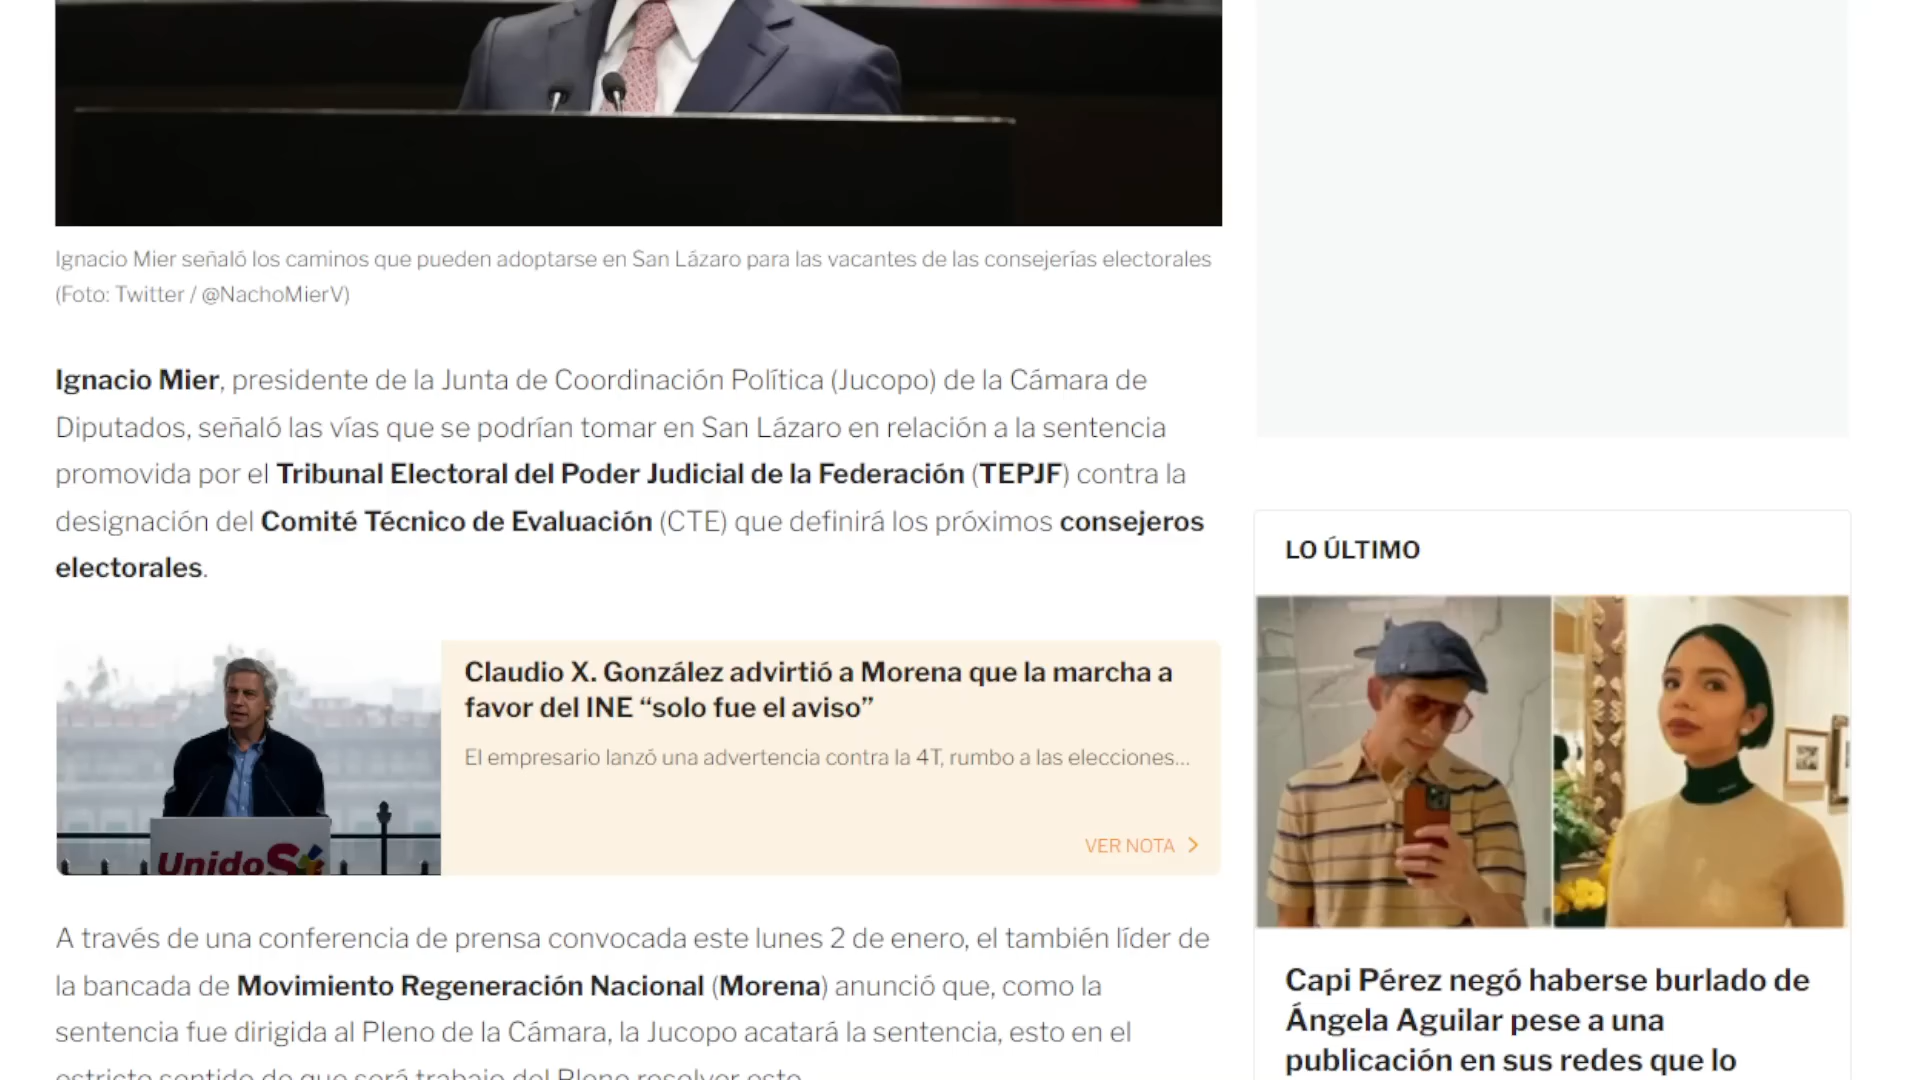 Ignacio Mier señaló los caminos que pueden adoptarse en San Lázaro para las vacantes de las consejerías electorales
(Foto: Twitter / @NachoMierV)
Ignacio Mier, presidente de la Junta de Coordinación Política (Jucopo) de la Cámara de
Diputados, señaló las vías que se podrían tomar en San Lázaro en relación a la sentencia
promovida por el Tribunal Electoral del Poder Judicial de la Federación (TEPJF) contra la
designación del Comité Técnico de Evaluación (CTE) que definirá los próximos consejeros
electorales.
Claudio X. González advirtió a Morena que la marcha a
favor del INE “solo fue el aviso”
El empresario lanzó una advertencia contra la 4T, rumbo a las elecciones...
VER NOTA
UnidoS
A través de una conferencia de prensa convocada este lunes 2 de enero, el también líder de
la bancada de Movimiento Regeneración Nacional (Morena) anunció que, como la
sentencia fue dirigida al Pleno de la Cámara, la Jucopo acatará la sentencia, esto en el
estricto sentido de que será trabajo del Pleno resolver esto
LO ÚLTIMO
Capi Pérez negó haberse burlado de
Ángela Aguilar pese a una
publicación en sus redes que lo